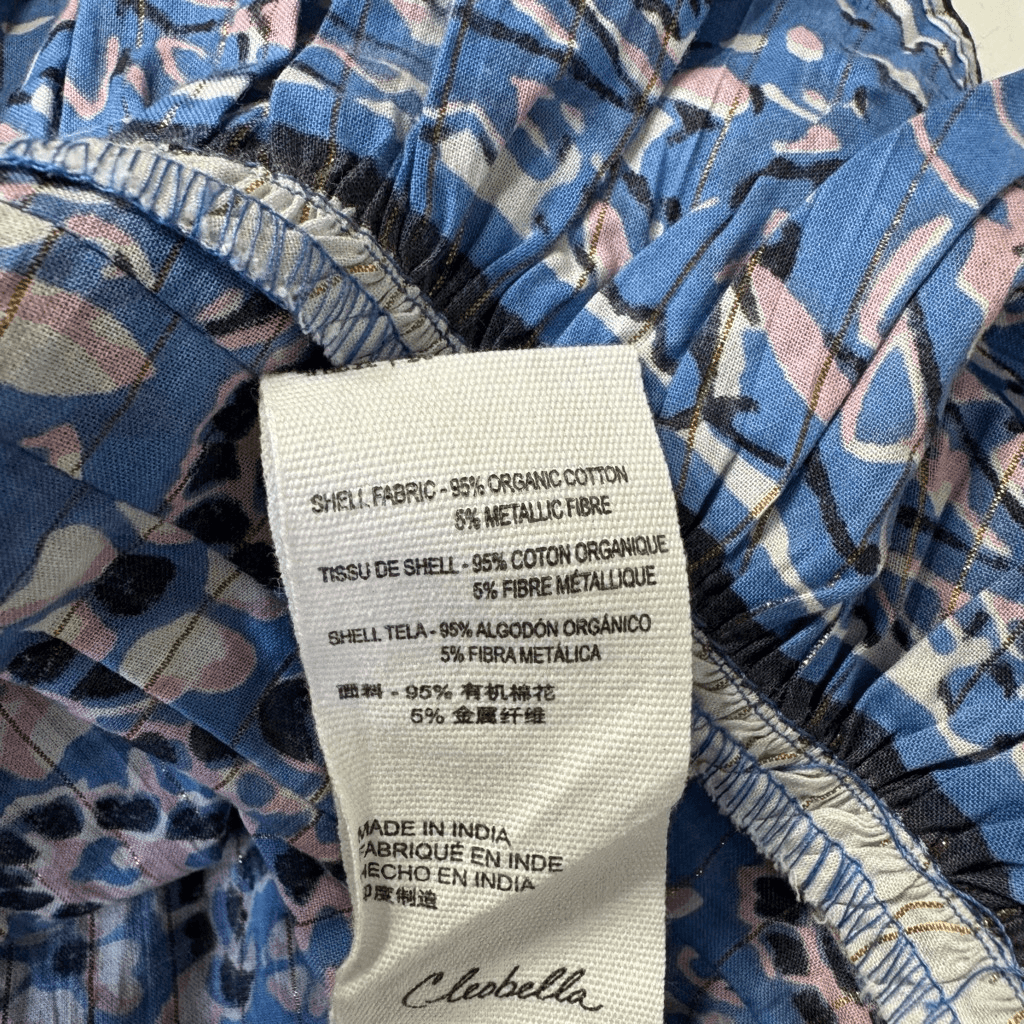 SHELL FABRIC - 95% ORGANIC COTTON
5% METALLIC FIBRE
TISSU DE SHELL - 95% COTON ORGANIQUE
5% FIBRE MÉTALLIQUE
SHELL TELA - 95% ALGODÓN ORGÁNICO
5% FIBRA METÁLICA
面料 - 95% 有机棉花
5% 金属纤维
MADE IN INDIA
FABRIQUÉ EN INDE
HECHO EN INDIA
印度制造
Cleobella